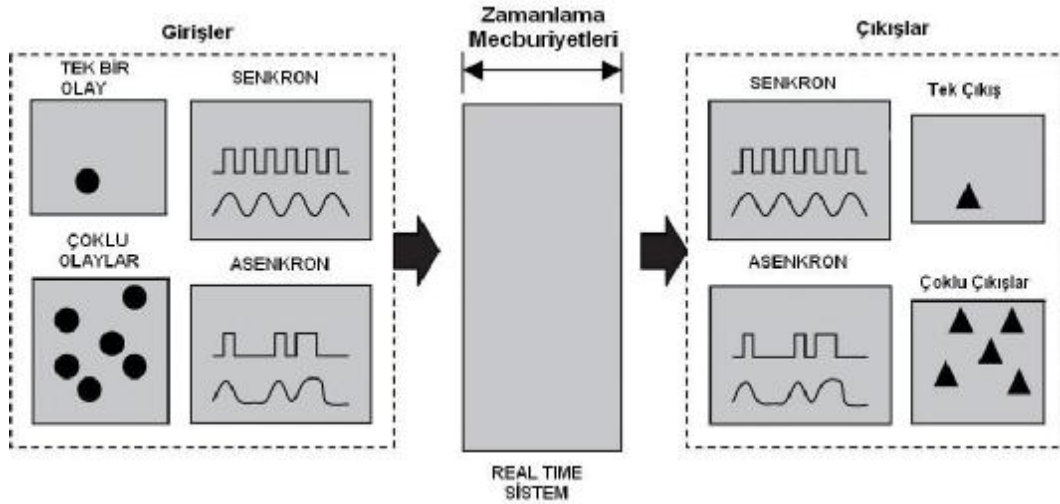 Girişler
TEK BİR
OLAY
SENKRON
ÇOKLU
OLAYLAR
ASENKRON
Zamanlama
Mecburiyetleri
REAL TIME
SİSTEM
Çıkışlar
SENKRON
Tek Çıkış
ASENKRON
Çoklu Çıkışlar